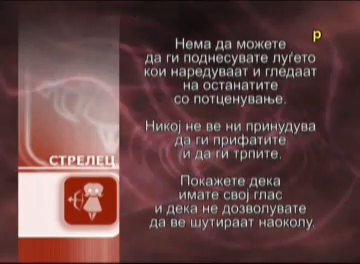 р
Нема да можете
да ги поднесувате луѓето
кои наредуваат и гледаат
на останатите
со потценување.
Никој не ве ни принудува
да ги прифатите
и да ги трпите.
Покажете дека
имате свој глас
и дека не дозволувате
да ве шутираат наоколу.
СТРЕЛЕЦ